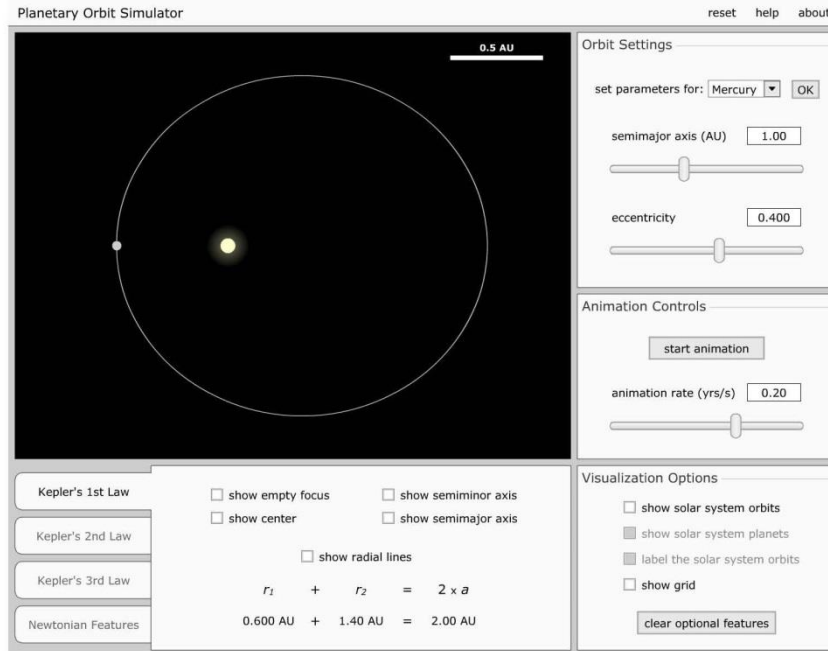 Planetary Orbit Simulator
reset help about
0.5 AU
Orbit Settings
set parameters for: Mercury OK
semimajor axis (AU) 1.00
eccentricity 0.400
Animation Controls
start animation
animation rate (yrs/s) 0.20
Kepler's 1st Law
Kepler's 2nd Law
Kepler's 3rd Law
Newtonian Features
show empty focus show semiminor axis
show center show semimajor axis
show radial lines
r₁ + r₂ = 2 x a
0.600 AU + 1.40 AU = 2.00 AU
Visualization Options
show solar system orbits
show solar system planets
label the solar system orbits
show grid
clear optional features